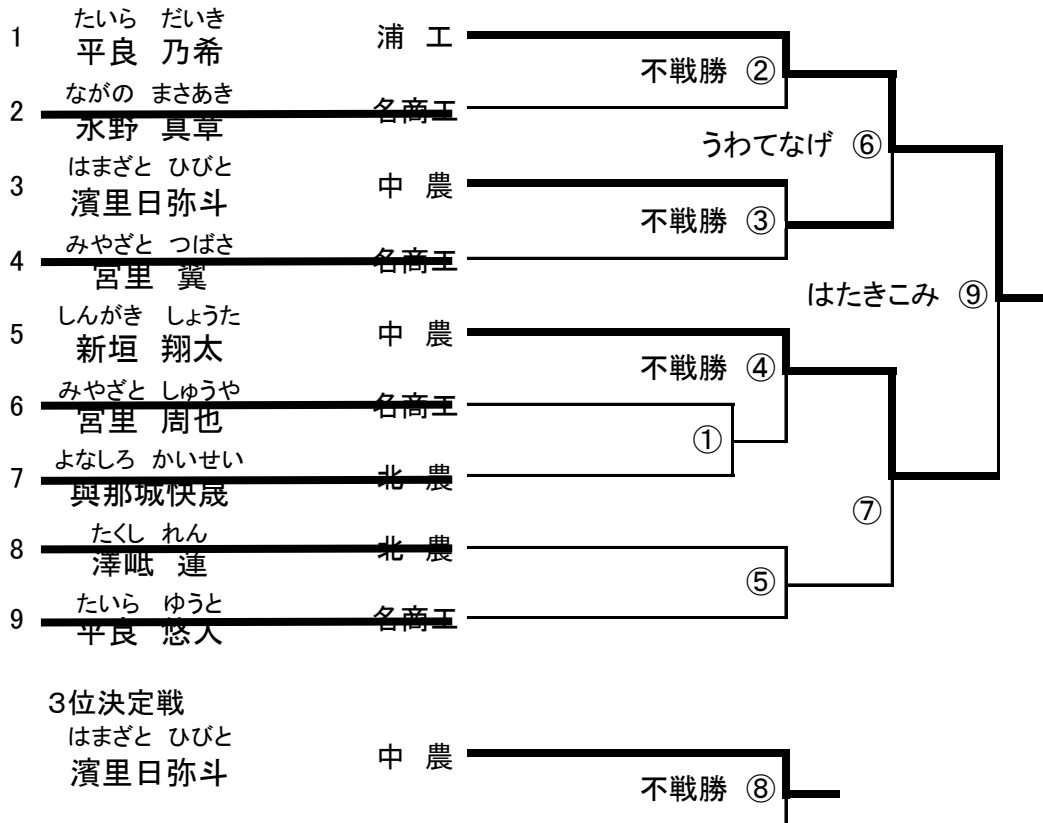 たいら だいき
1 平良 乃希 浦 工
不戦勝 ②
ながの まさあき
2 永野 真章 名商工
うわてなげ ⑥
はまざと ひびと
3 濱里日弥斗 中 農
不戦勝 ③
みやざと つばさ
4 宮里 翼 名商工
はたきこみ ⑨
しんがき しょうた
5 新垣 翔太 中 農
不戦勝 ④
みやざと しゅうや
6 宮里 周也 名商工
①
よなしろ かいせい
7 與那城快晟 北 農
⑦
たくし れん
8 澤岻 蓮 北 農
⑤
たいら ゆうと
9 平良 悠人 名商工
3位決定戦
はまざと ひびと
濱里日弥斗 中 農
不戦勝 ⑧